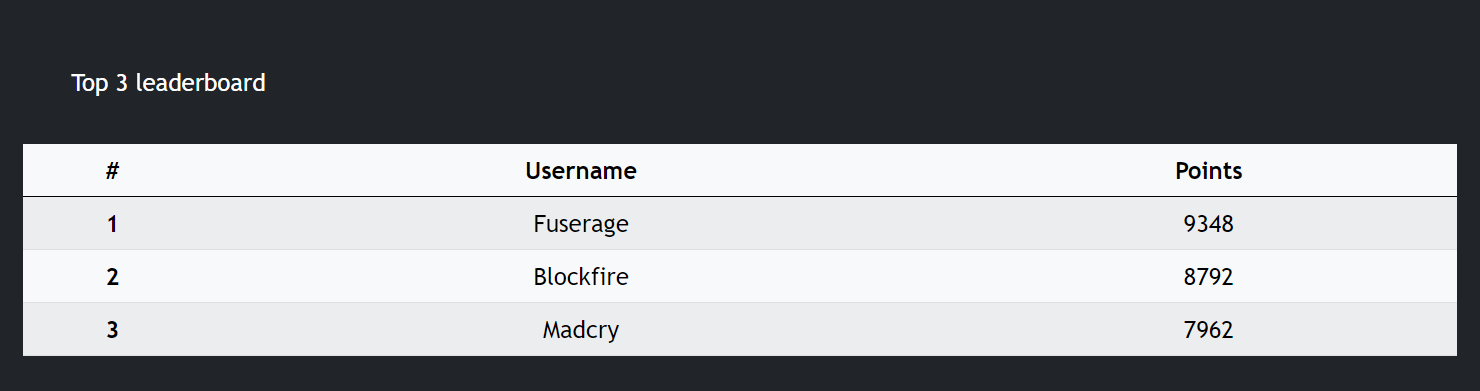 Top 3 leaderboard
# Username Points
1 Fuserage 9348
2 Blockfire 8792
3 Madcry 7962